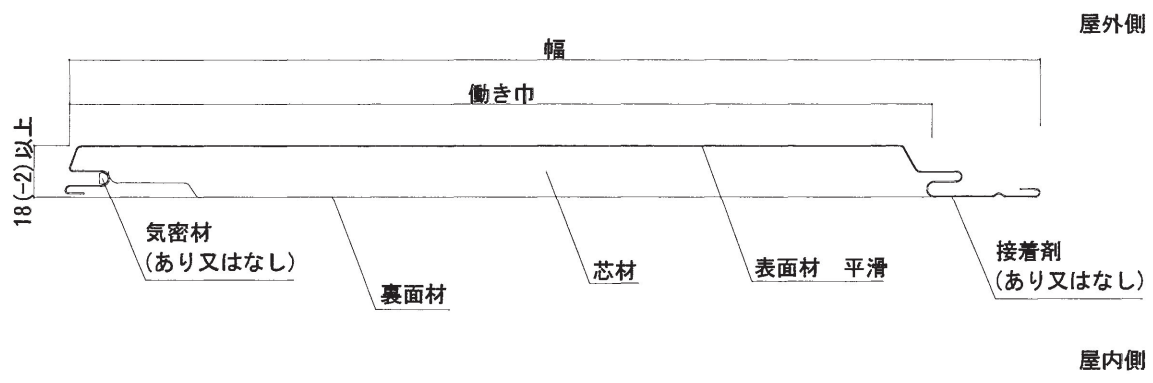 屋外側
幅
働き巾
18(-2)以上
気密材
(あり又はなし)
裏面材
芯材
表面材　平滑
接着剤
(あり又はなし)
屋内側